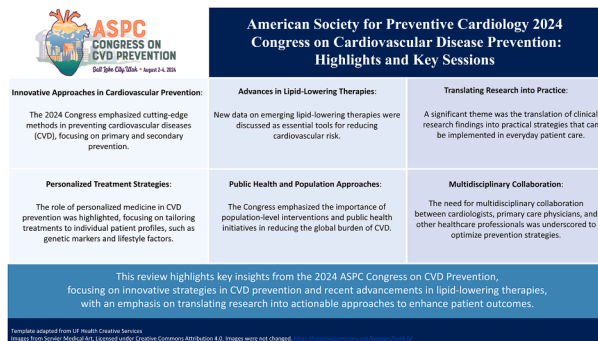 ASPC
CONGRESS ON
CVD PREVENTION
Salt Lake City Utah • August 2-4, 2024
American Society for Preventive Cardiology 2024
Congress on Cardiovascular Disease Prevention:
Highlights and Key Sessions
Innovative Approaches in Cardiovascular Prevention:
The 2024 Congress emphasized cutting-edge
methods in preventing cardiovascular diseases
(CVD), focusing on primary and secondary
prevention.
Advances in Lipid-Lowering Therapies:
New data on emerging lipid-lowering therapies were
discussed as essential tools for reducing
cardiovascular risk.
Translating Research into Practice:
A significant theme was the translation of clinical
research findings into practical strategies that can
be implemented in everyday patient care.
Personalized Treatment Strategies:
The role of personalized medicine in CVD
prevention was highlighted, focusing on tailoring
treatments to individual patient profiles, such as
genetic markers and lifestyle factors.
Public Health and Population Approaches:
The Congress emphasized the importance of
population-level interventions and public health
initiatives in reducing the global burden of CVD.
Multidisciplinary Collaboration:
The need for multidisciplinary collaboration
between cardiologists, primary care physicians, and
other healthcare professionals was underscored to
optimize prevention strategies.
This review highlights key insights from the 2024 ASPC Congress on CVD Prevention,
focusing on innovative strategies in CVD prevention and recent advancements in lipid-lowering therapies,
with an emphasis on translating research into actionable approaches to enhance patient outcomes.
Template adapted from UF Health Creative Services
Images from Servier Medical Art, Licensed under Creative Commons Attribution 4.0. Images were not changed.